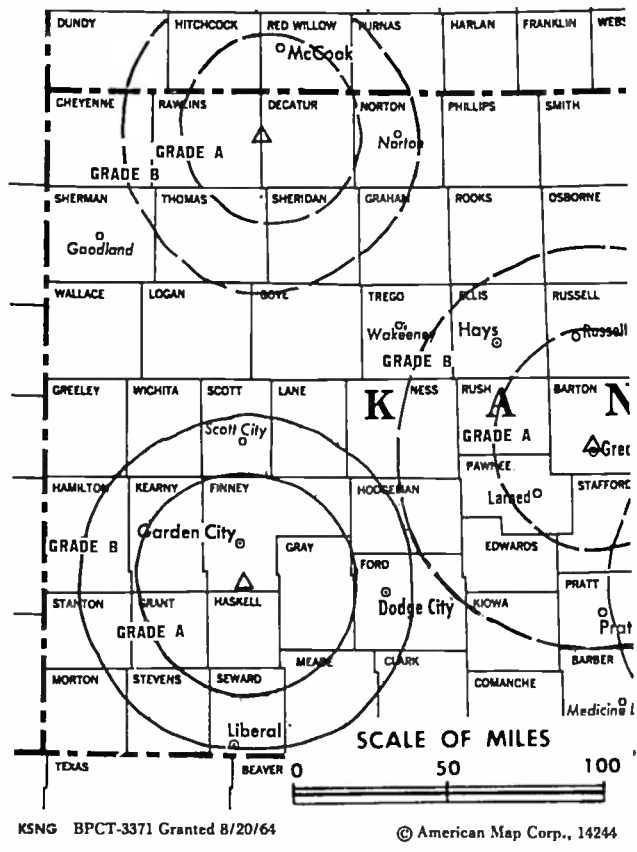 DUNDY HITCHCOCK RED WILLOW FURNAS HARLAN FRANKLIN WEBS
McCook
CHEYENNE RAWLINS DECATUR NORTON PHILLIPS SMITH
Norton
GRADE A
GRADE B
SHERMAN THOMAS SHERIDAN GRAHAM ROOKS OSBORNE
Goodland
WALLACE LOGAN GOVE TREGO ELLIS RUSSELL
Wakeeney Hays Russell
GRADE B
GREELEY WICHITA SCOTT LANE NESS RUSH BARTON
K A N
Scott City
GRADE A
Grea
PAWNEE
HAMILTON KEARNY FINNEY HODGEMAN Larned STAFFORD
Garden City
GRADE B GRAY EDWARDS
FORD
PRATT
STANTON GRANT HASKELL Dodge City KIOWA
Prat
GRADE A
MEADE CLARK BARBER
MORTON STEVENS SEWARD COMANCHE
Medicine L
Liberal
SCALE OF MILES
TEXAS BEAVER
0 50 100
KSNG BPCT-3371 Granted 8/20/64 © American Map Corp., 14244